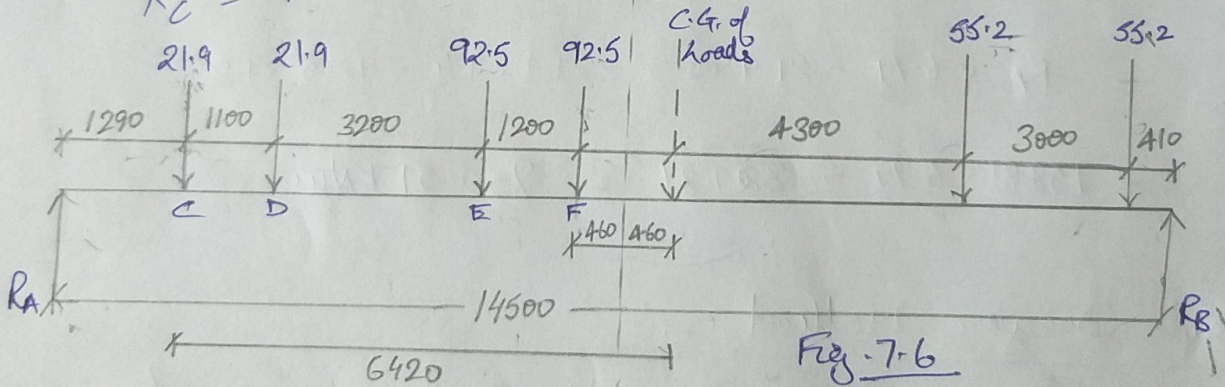 R_C =
21.9 21.9 92.5 92.5 C.G. of Loads 55.2 55.2
1290 1100 3200 1200 4300 3000 410
C D E F
460 460
RA 14500 RB
6420
Fig. 7.6